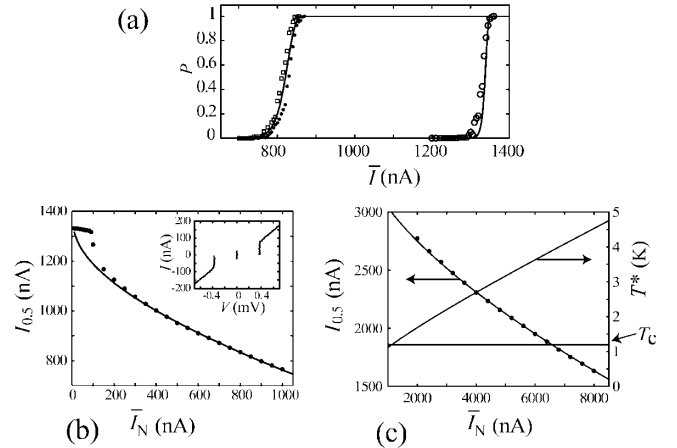 (a)
P
1
0.8
0.6
0.4
0.2
0
800 1000 1200 1400
I̅ (nA)
1400
1200
1000
800
I0.5 (nA)
0 200 400 600 800 1000
I̅N (nA)
(b)
200
100
0
-100
-200
I (nA)
-0.4 0 0.4
V (mV)
3000
2500
2000
1500
I0.5 (nA)
5
4
3
2
1
0
T* (K)
TC
2000 4000 6000 8000
I̅N (nA)
(c)